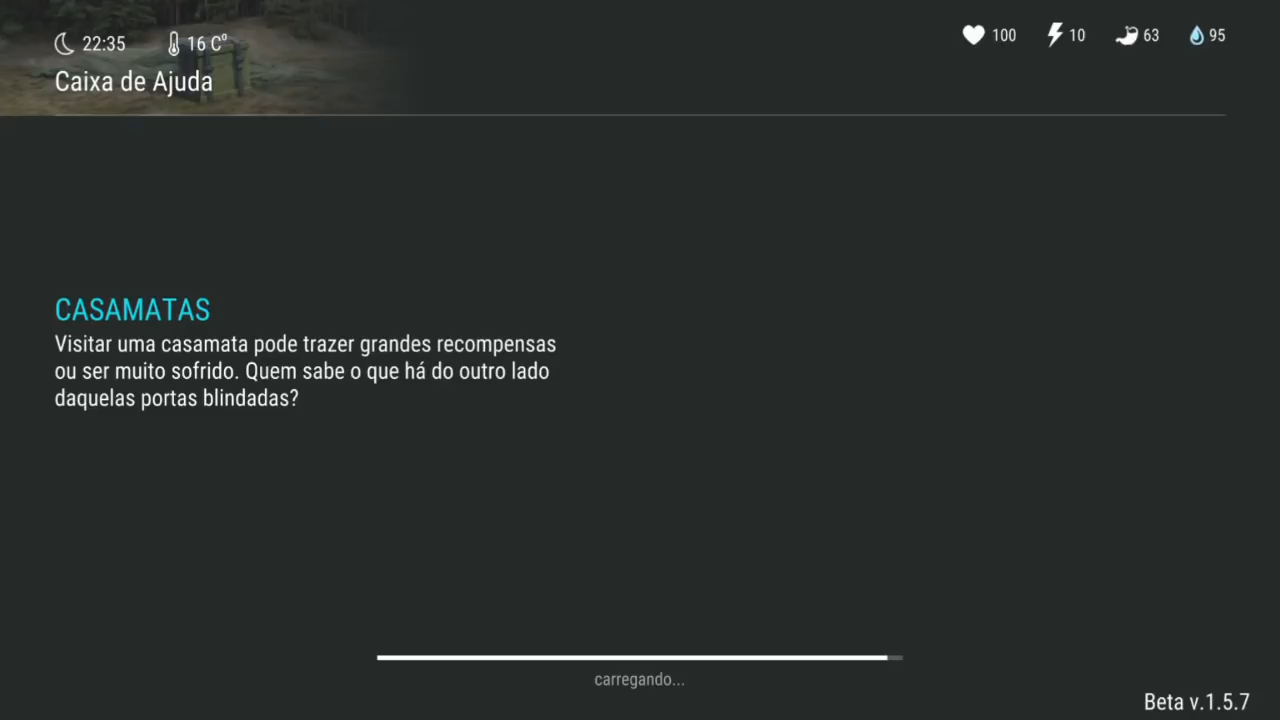 22:35 16 Cº
100 10 63 95
Caixa de Ajuda
CASAMATAS
Visitar uma casamata pode trazer grandes recompensas
ou ser muito sofrido. Quem sabe o que há do outro lado
daquelas portas blindadas?
carregando...
Beta v.1.5.7